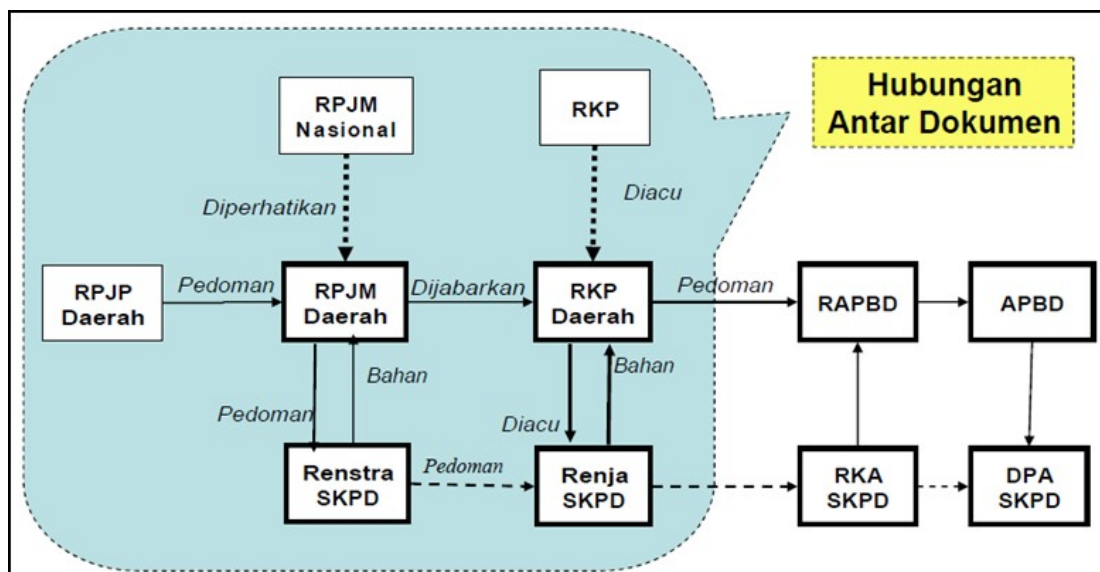 Hubungan
Antar Dokumen
RPJM
Nasional
RKP
Diperhatikan
Diacu
RPJP
Daerah
Pedoman
RPJM
Daerah
Dijabarkan
RKP
Daerah
Pedoman
RAPBD
APBD
Pedoman
Bahan
Diacu
Bahan
Renstra
SKPD
Pedoman
Renja
SKPD
RKA
SKPD
DPA
SKPD